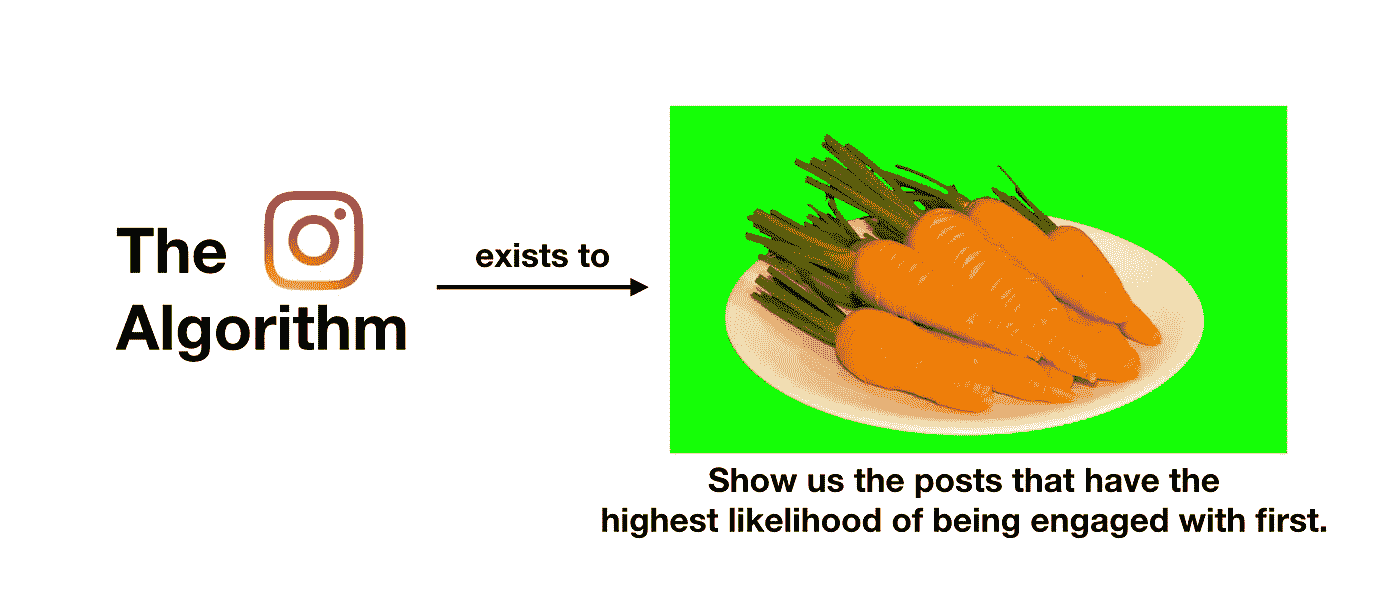 The
Algorithm
exists to
Show us the posts that have the
highest likelihood of being engaged with first.